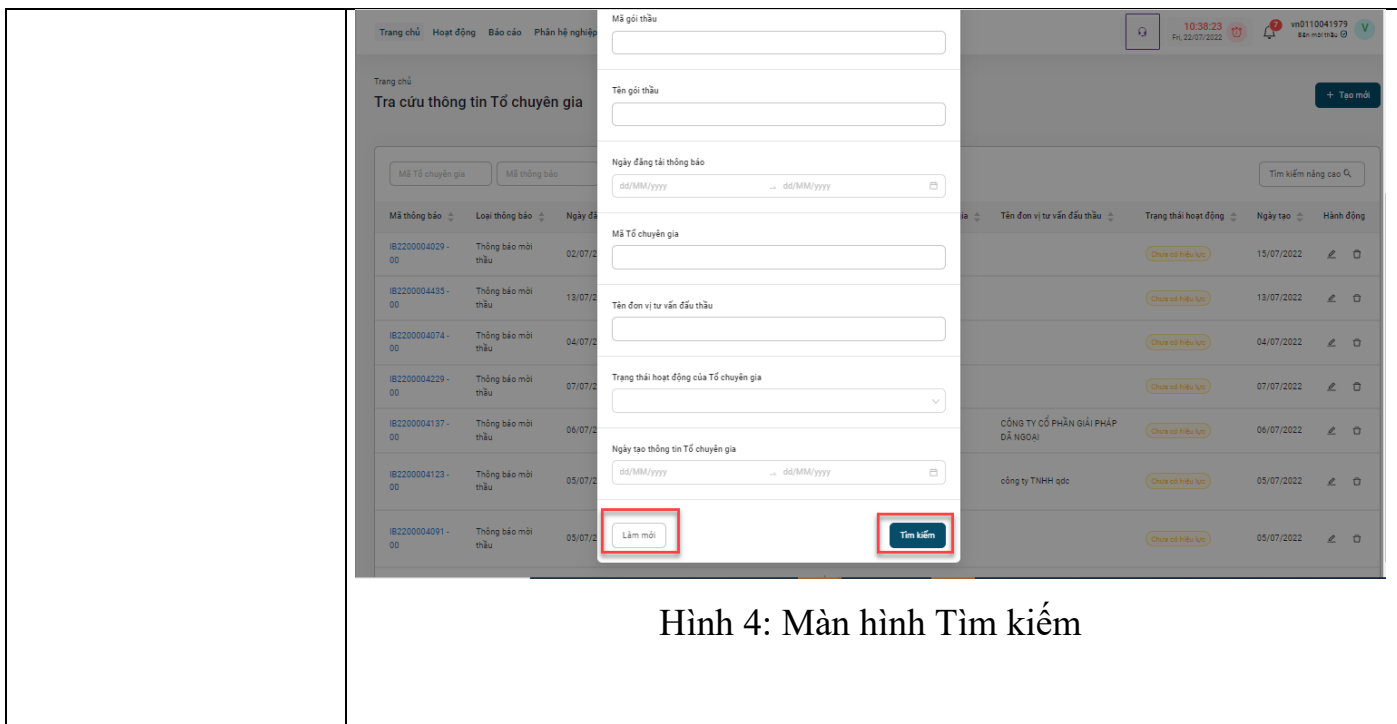 Trang chủ Hoạt động Báo cáo Phân hệ nghiệp
10:38:23
Fri, 22/07/2022
7
vn0110041979
Bên mời thầu
V
Trang chủ
Tra cứu thông tin Tổ chuyên gia
+ Tạo mới
Mã Tổ chuyên gia
Mã thông báo
Tìm kiếm nâng cao
Mã thông báo Loại thông báo Ngày đă
ia Tên đơn vị tư vấn đấu thầu Trạng thái hoạt động Ngày tạo Hành động
IB2200004029 - 00 Thông báo mời thầu 02/07/2 Chưa có hiệu lực 15/07/2022
IB2200004435 - 00 Thông báo mời thầu 13/07/2 Chưa có hiệu lực 13/07/2022
IB2200004074 - 00 Thông báo mời thầu 04/07/2 Chưa có hiệu lực 04/07/2022
IB2200004229 - 00 Thông báo mời thầu 07/07/2 Chưa có hiệu lực 07/07/2022
IB2200004137 - 00 Thông báo mời thầu 06/07/2 CÔNG TY CỔ PHẦN GIẢI PHÁP DÃ NGOẠI Chưa có hiệu lực 06/07/2022
IB2200004123 - 00 Thông báo mời thầu 05/07/2 công ty TNHH qdc Chưa có hiệu lực 05/07/2022
IB2200004091 - 00 Thông báo mời thầu 05/07/2 Chưa có hiệu lực 05/07/2022
Mã gói thầu
Tên gói thầu
Ngày đăng tải thông báo
dd/MM/yyyy → dd/MM/yyyy
Mã Tổ chuyên gia
Tên đơn vị tư vấn đấu thầu
Trạng thái hoạt động của Tổ chuyên gia
Ngày tạo thông tin Tổ chuyên gia
dd/MM/yyyy → dd/MM/yyyy
Làm mới
Tìm kiếm
Hình 4: Màn hình Tìm kiếm